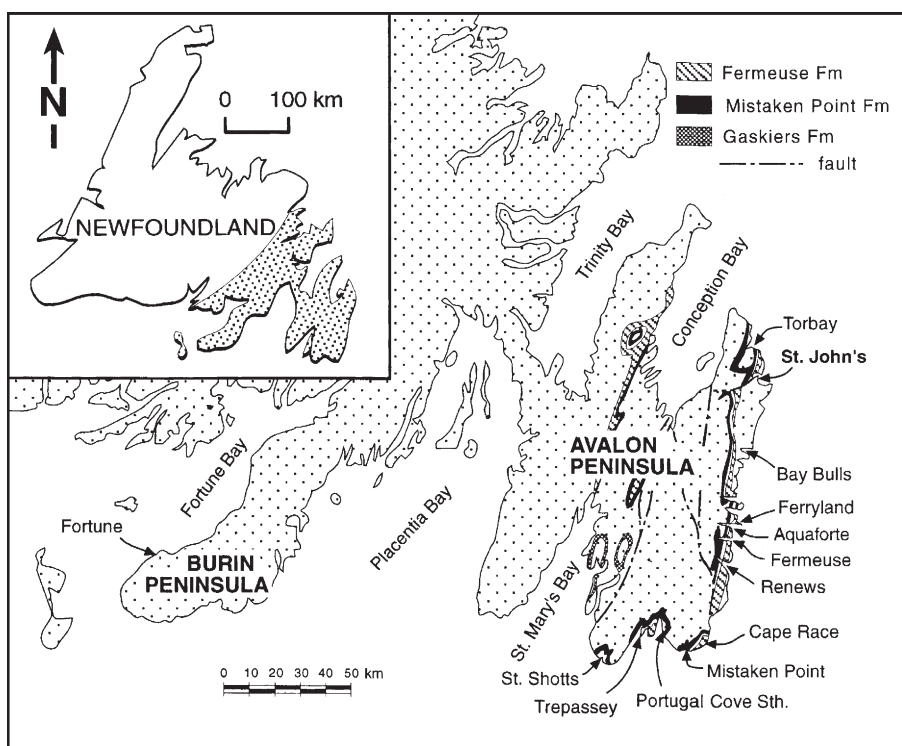 N
0 100 km
NEWFOUNDLAND
Fermeuse Fm
Mistaken Point Fm
Gaskiers Fm
fault
Trinity Bay
Conception Bay
Torbay
St. John's
AVALON
PENINSULA
Bay Bulls
Fortune Bay
Placentia Bay
Ferryland
Fortune
Aquaforte
BURIN
PENINSULA
Fermeuse
Renews
St. Mary's Bay
Cape Race
St. Shotts
Mistaken Point
Trepassey
Portugal Cove Sth.
0 10 20 30 40 50 km